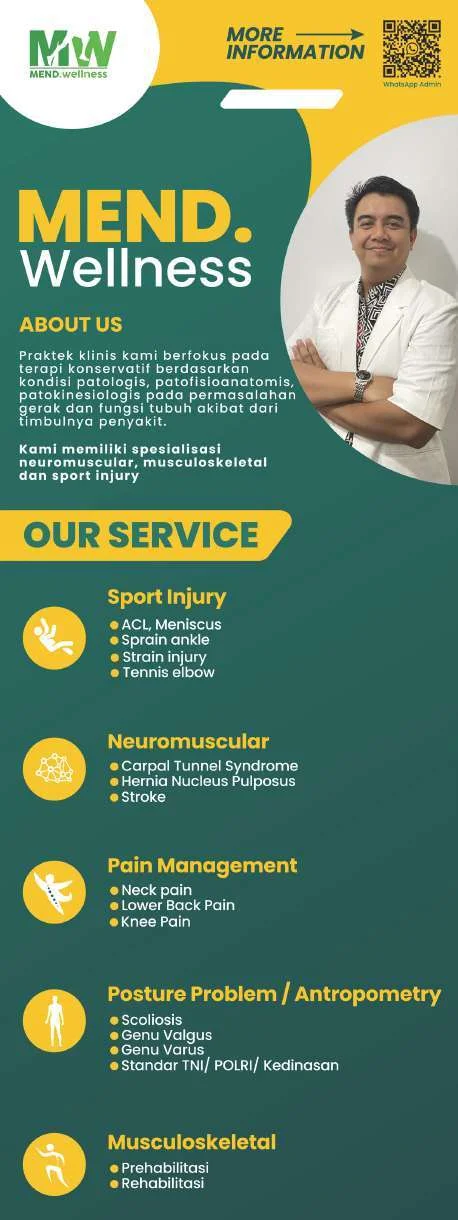 MW
MEND.wellness
MORE
INFORMATION
WhatsApp Admin
MEND.
Wellness
ABOUT US
Praktek klinis kami berfokus pada
terapi konservatif berdasarkan
kondisi patologis, patofisioanatomis,
patokinesiologis pada permasalahan
gerak dan fungsi tubuh akibat dari
timbulnya penyakit.
Kami memiliki spesialisasi
neuromuscular, musculoskeletal
dan sport injury
OUR SERVICE
Sport Injury
ACL, Meniscus
Sprain ankle
Strain injury
Tennis elbow
Neuromuscular
Carpal Tunnel Syndrome
Hernia Nucleus Pulposus
Stroke
Pain Management
Neck pain
Lower Back Pain
Knee Pain
Posture Problem / Antropometry
Scoliosis
Genu Valgus
Genu Varus
Standar TNI/ POLRI/ Kedinasan
Musculoskeletal
Prehabilitasi
Rehabilitasi